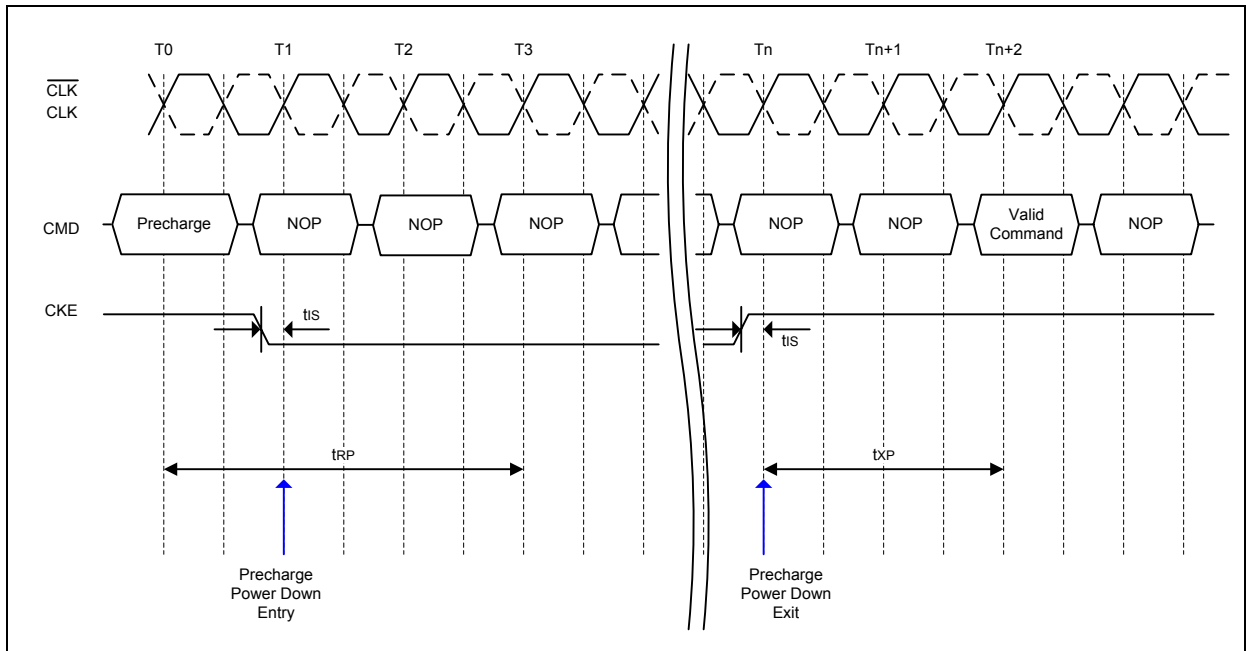 T0 T1 T2 T3 Tn Tn+1 Tn+2
CLK
CLK
CMD Precharge NOP NOP NOP NOP NOP Valid Command NOP
CKE
tIS
tIS
tRP tXP
Precharge
Power Down
Entry
Precharge
Power Down
Exit